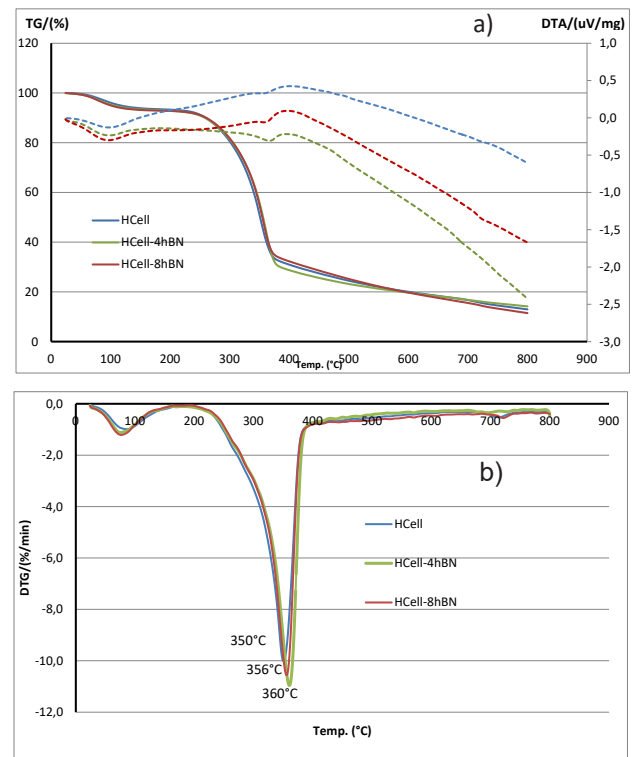 TG/(%)
a)
DTA/(uV/mg)
120
1,0
100
0,5
80
0,0
60
-0,5
40
-1,0
20
-1,5
0
-2,0
-2,5
-3,0
HCell
HCell-4hBN
HCell-8hBN
0 100 200 300 400 500 600 700 800 900
Temp. (°C)
b)
0,0
-2,0
-4,0
-6,0
-8,0
-10,0
-12,0
0 100 200 300 400 500 600 700 800 900
DTG/(%/min)
HCell
HCell-4hBN
HCell-8hBN
350°C
356°C
360°C
Temp. (°C)